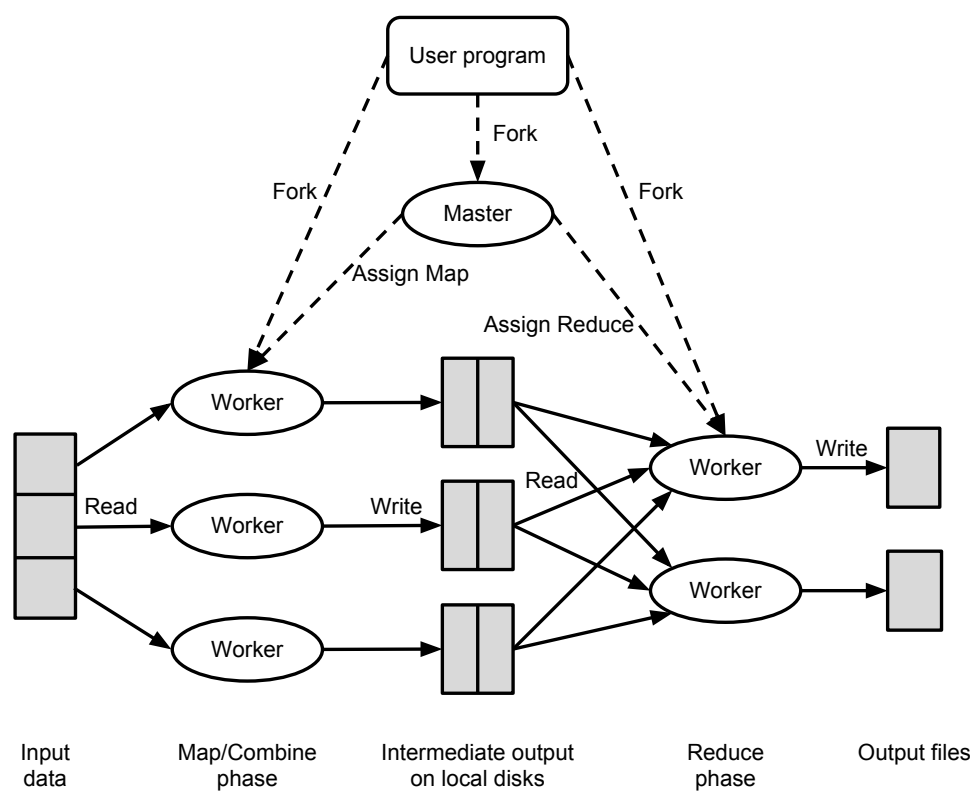 User program
Fork
Fork
Fork
Master
Assign Map
Assign Reduce
Worker
Worker
Write
Read
Worker
Write
Read
Worker
Worker
Input
data
Map/Combine
phase
Intermediate output
on local disks
Reduce
phase
Output files